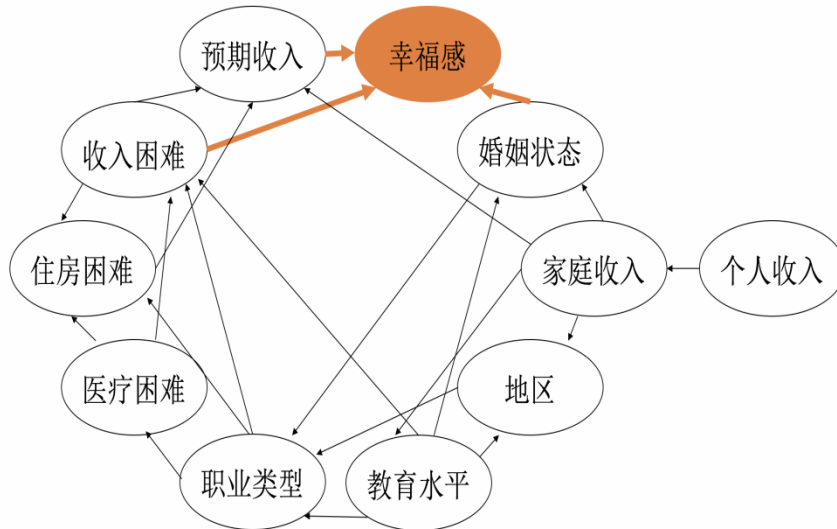 预期收入
幸福感
收入困难
婚姻状态
住房困难
家庭收入
个人收入
医疗困难
地区
职业类型
教育水平